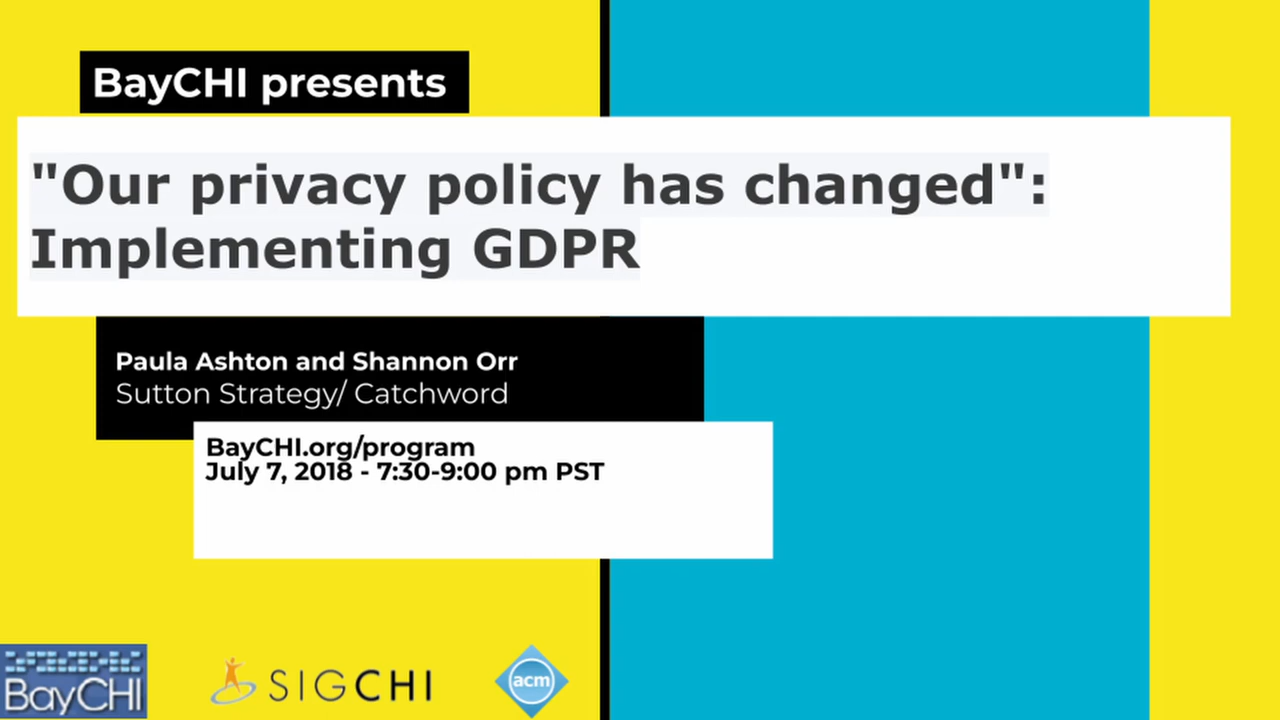 BayCHI presents
"Our privacy policy has changed":
Implementing GDPR
Paula Ashton and Shannon Orr
Sutton Strategy/ Catchword
BayCHI.org/program
July 7, 2018 - 7:30-9:00 pm PST
BayCHI
SIGCHI
acm